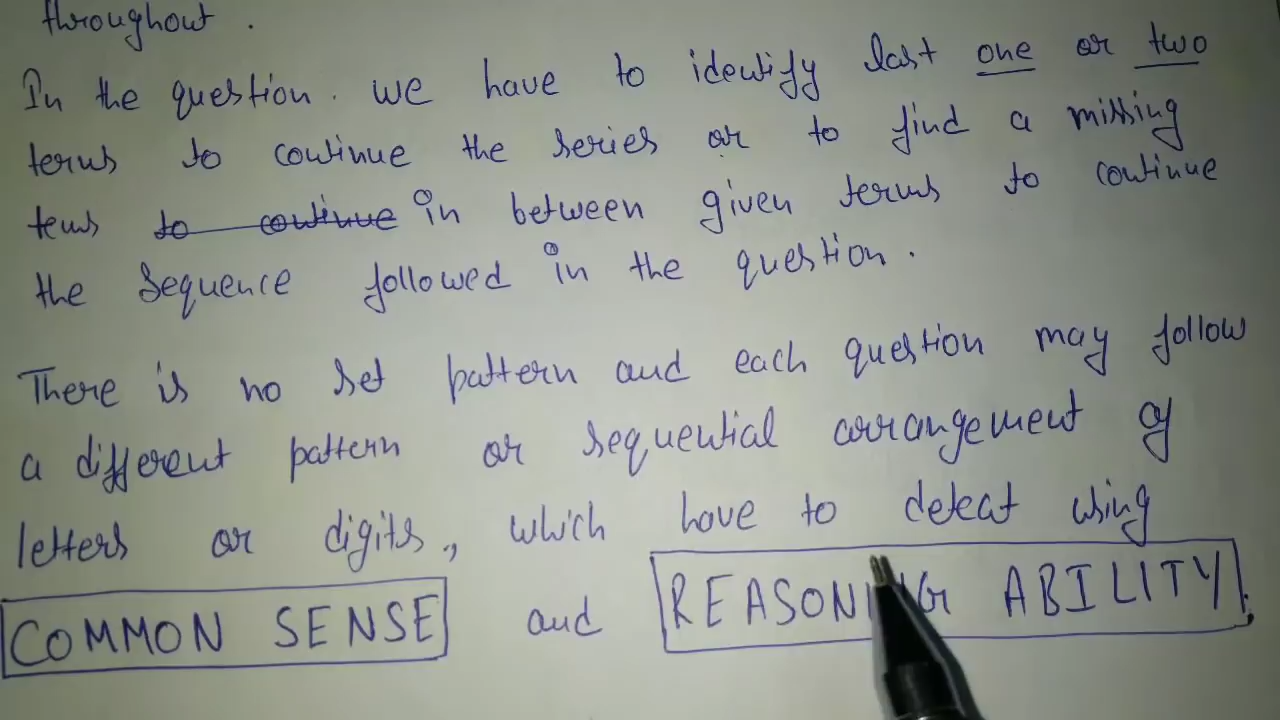 throughout .
In the question. we have to identify last one or two
terms to continue the series or to find a missing
tems to continue in between given terms to continue
the sequence followed in the question .
There is no set pattern and each question may follow
a different pattern or sequential arrangement of
letters or digits, which have to detect using
COMMON SENSE and REASONING ABILITY.